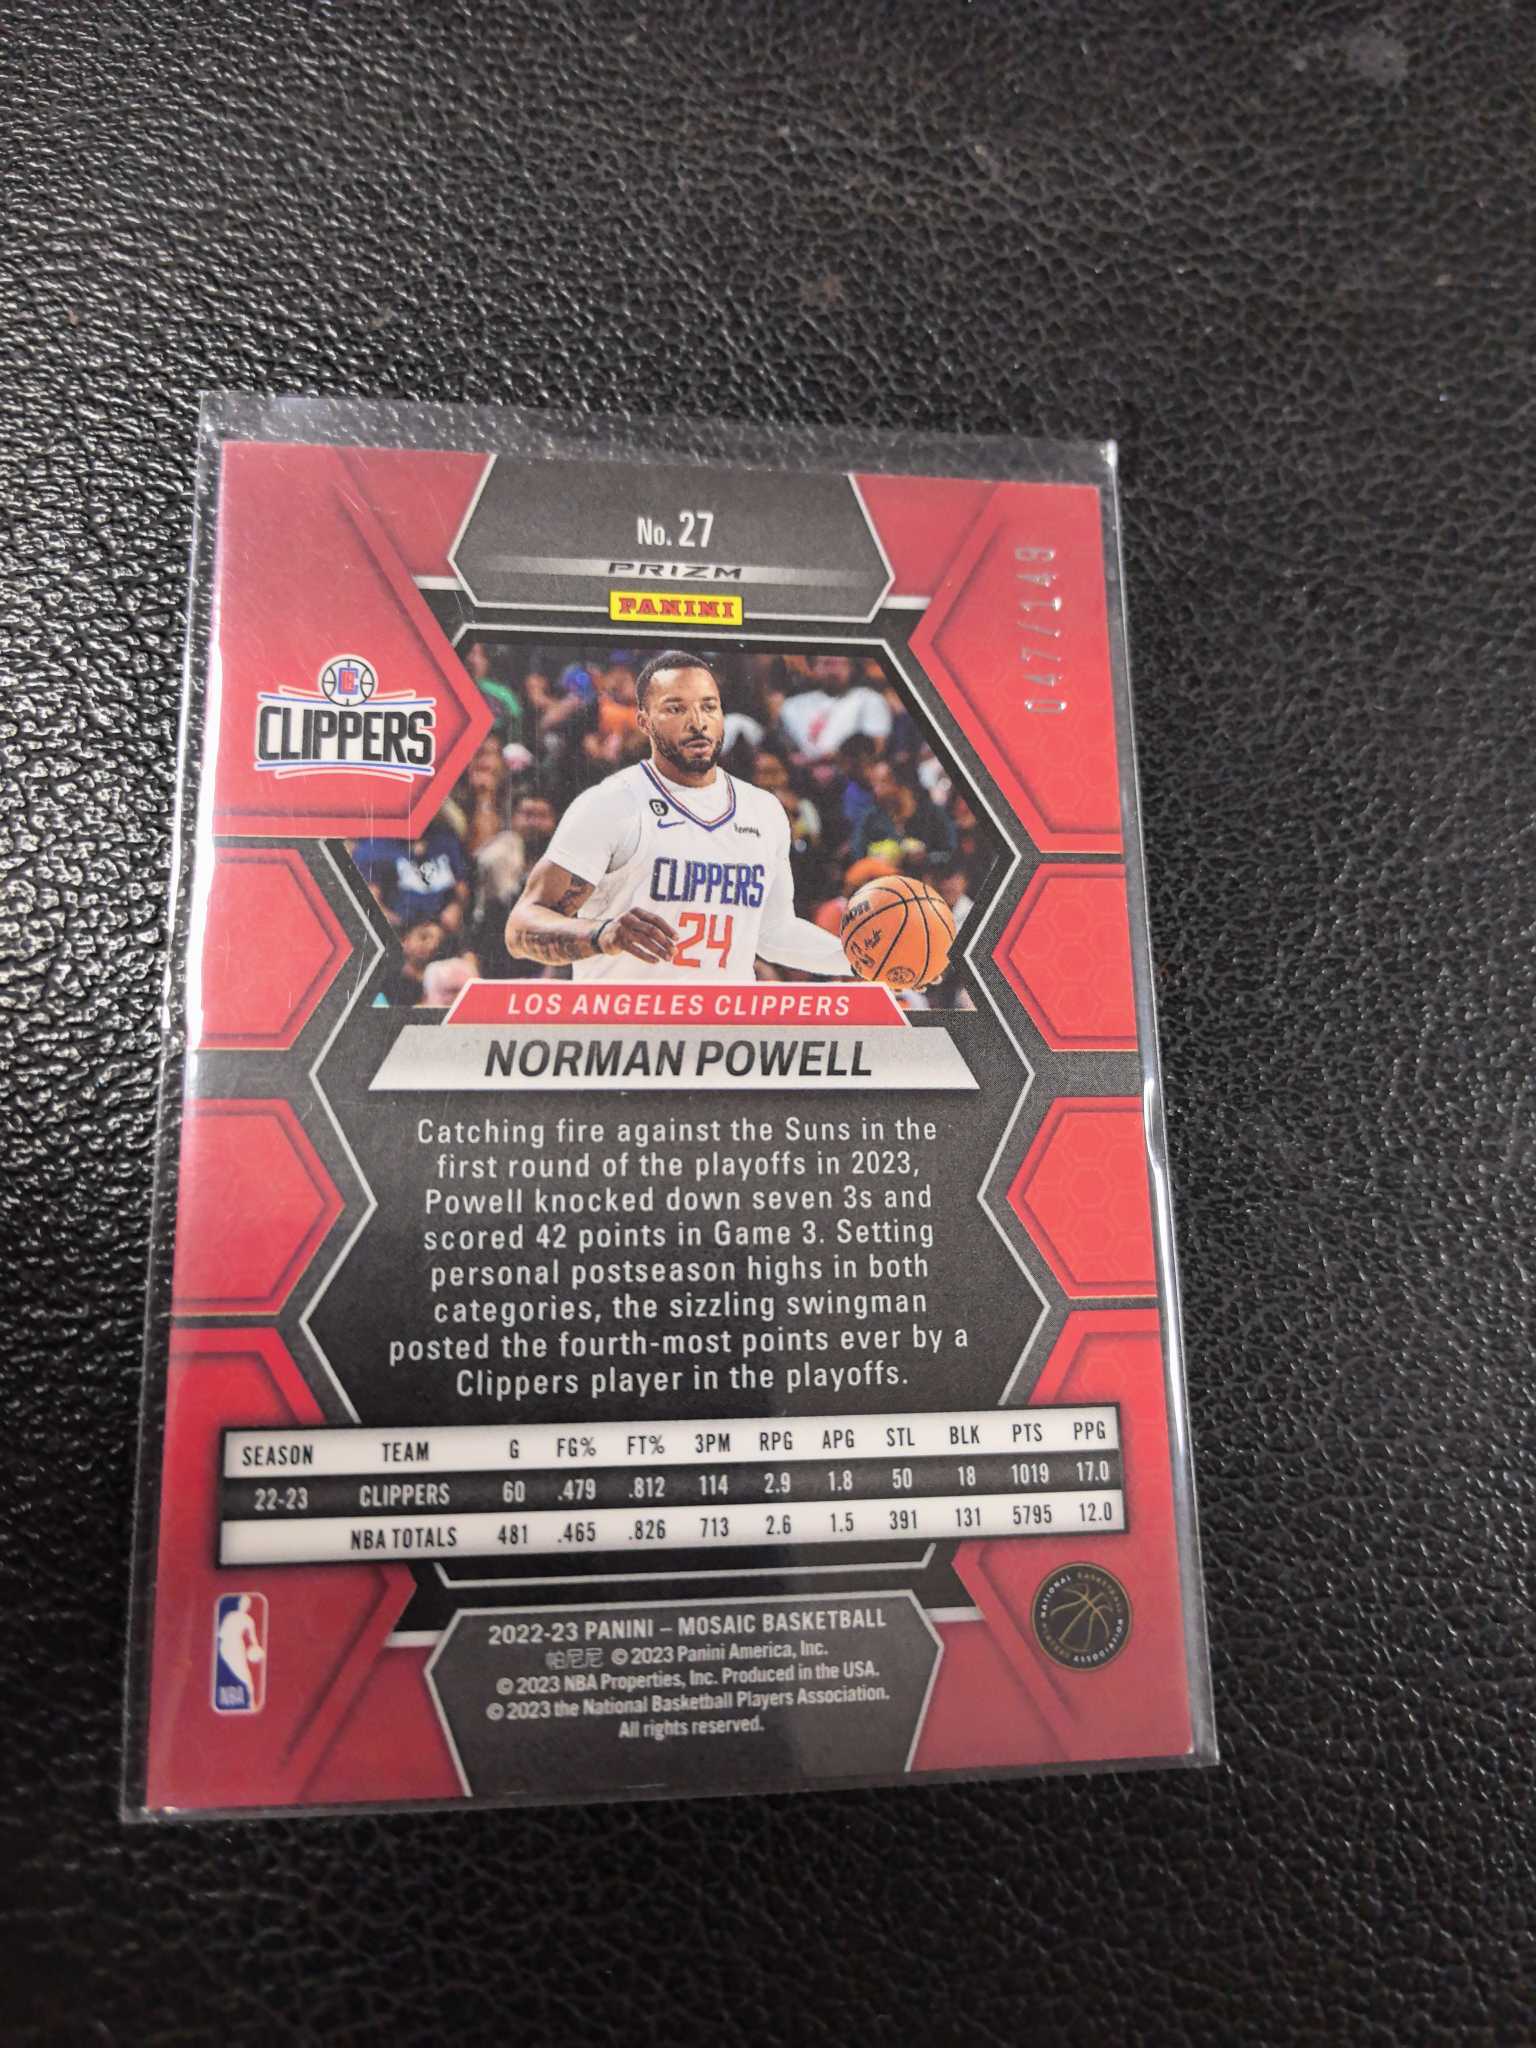 No. 27
PRIZM
PANINI
047/149
CLIPPERS
6
CLIPPERS
24
LOS ANGELES CLIPPERS
NORMAN POWELL
Catching fire against the Suns in the
first round of the playoffs in 2023,
Powell knocked down seven 3s and
scored 42 points in Game 3. Setting
personal postseason highs in both
categories, the sizzling swingman
posted the fourth-most points ever by a
Clippers player in the playoffs.
SEASON TEAM G FG% FT% 3PM RPG APG STL BLK PTS PPG
22-23 CLIPPERS 60 .479 .812 114 2.9 1.8 50 18 1019 17.0
NBA TOTALS 481 .465 .826 713 2.6 1.5 391 131 5795 12.0
NBA
NATIONAL BASKETBALL PLAYERS ASSOCIATION
2022-23 PANINI – MOSAIC BASKETBALL
帕尼尼 © 2023 Panini America, Inc.
© 2023 NBA Properties, Inc. Produced in the USA.
© 2023 the National Basketball Players Association.
All rights reserved.